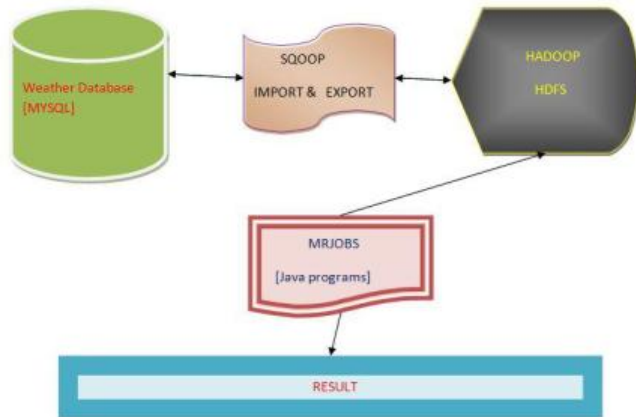 Weather Database
[MYSQL]
SQOOP
IMPORT & EXPORT
HADOOP
HDFS
MRJOBS
[Java programs]
RESULT